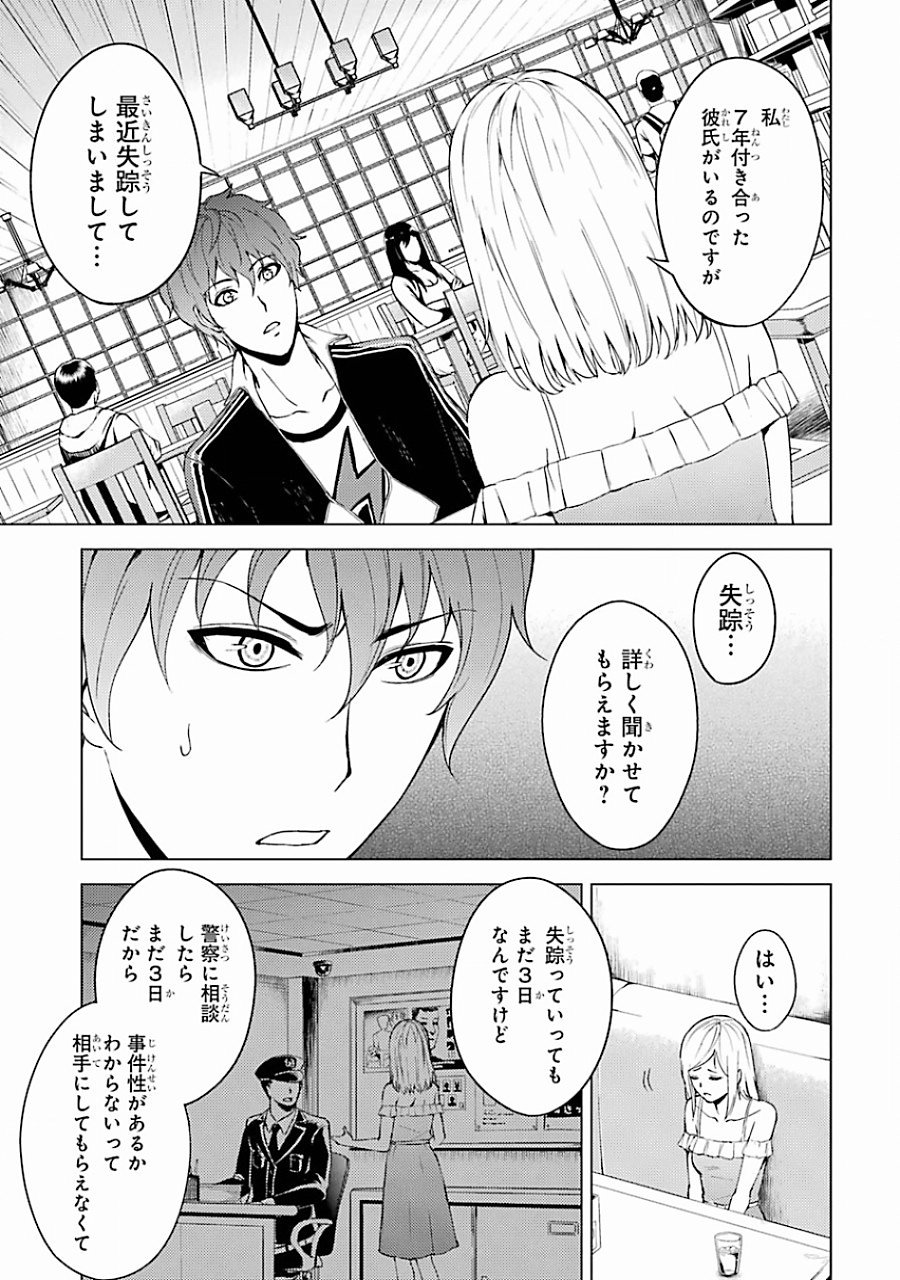 私
7年付き合った
彼氏がいるのですが
最近失踪して
しまいまして…
失踪…
詳しく聞かせて
もらえますか?
はい…
失踪っていっても
まだ3日
なんですけど
警察に相談
したら
まだ3日
だから
事件性があるか
わからないって
相手にしてもらえなくて